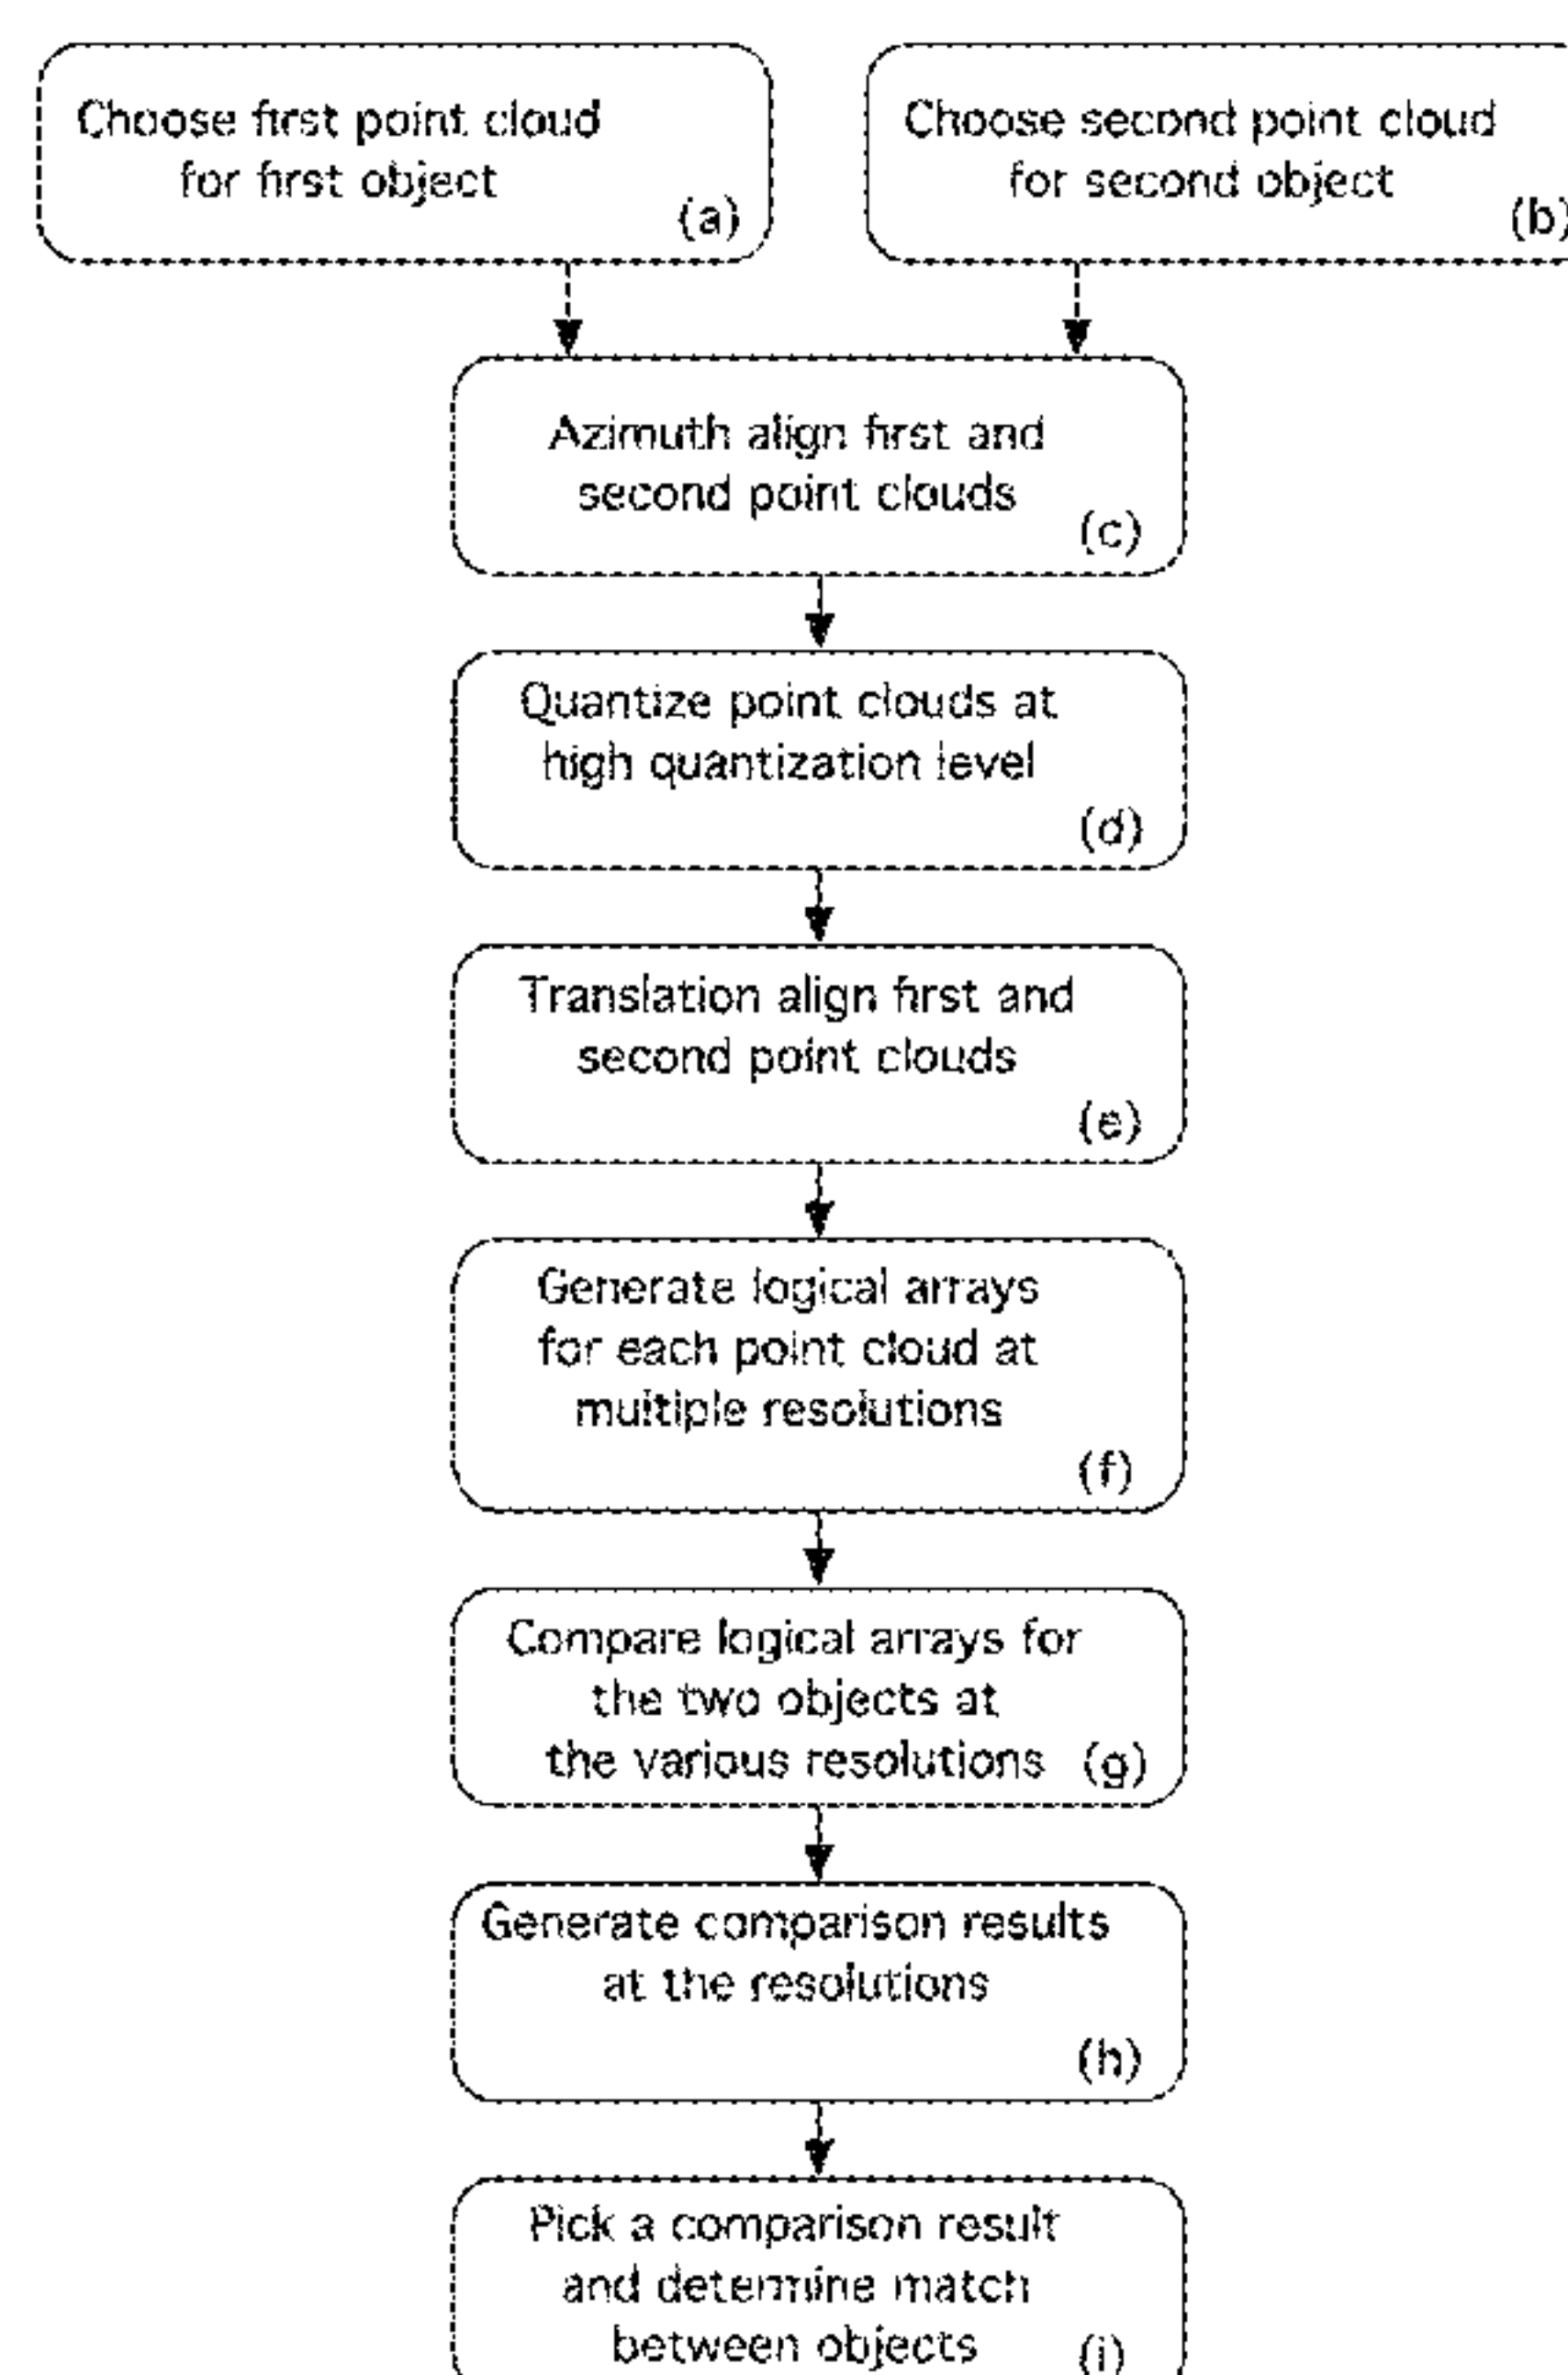 Choose first point cloud
for first object
(a)
Choose second point cloud
for second object
(b)
Azimuth align first and
second point clouds
(c)
Quantize point clouds at
high quantization level
(d)
Translation align first and
second point clouds
(e)
Generate logical arrays
for each point cloud at
multiple resolutions
(f)
Compare logical arrays for
the two objects at
the various resolutions (g)
Generate comparison results
at the resolutions
(h)
Pick a comparison result
and determine match
between objects (i)